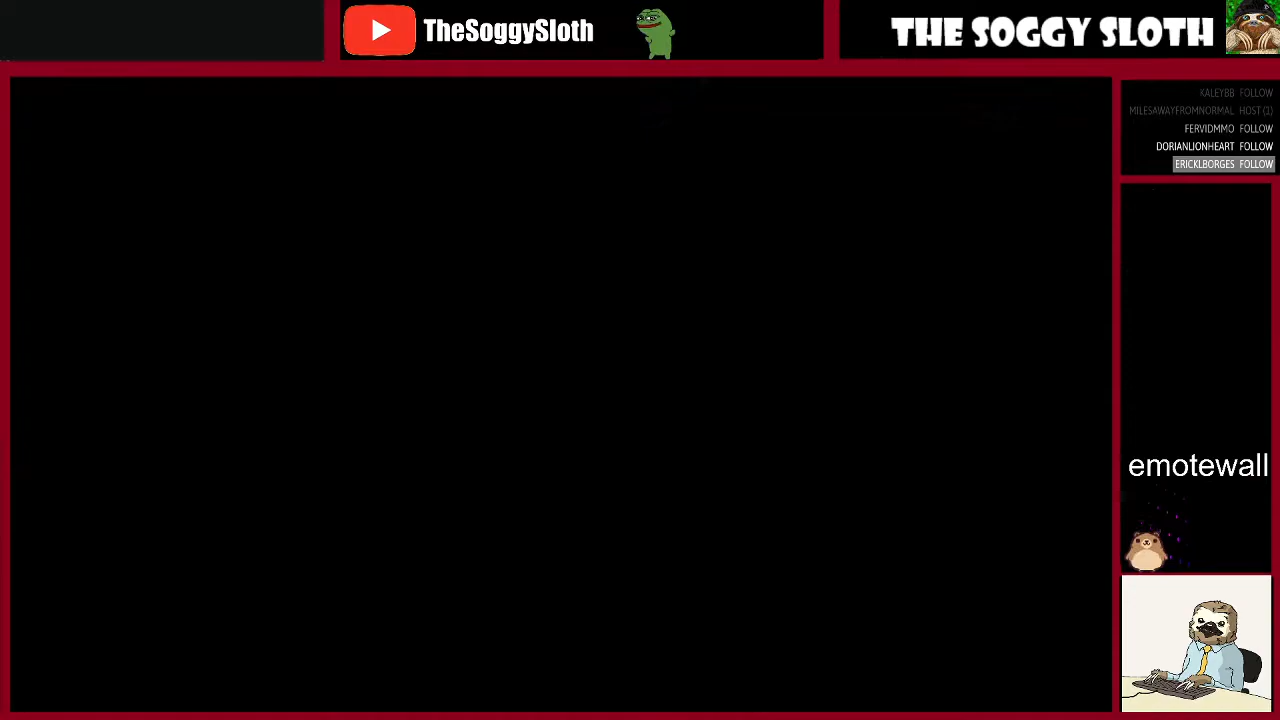 TheSoggySloth
THE SOGGY SLOTH
KALEYBB FOLLOW
MILESAWAYFROMNORMAL HOST (1)
FERVIDMMO FOLLOW
DORIANLIONHEART FOLLOW
ERICKLBORGES FOLLOW
emotewall